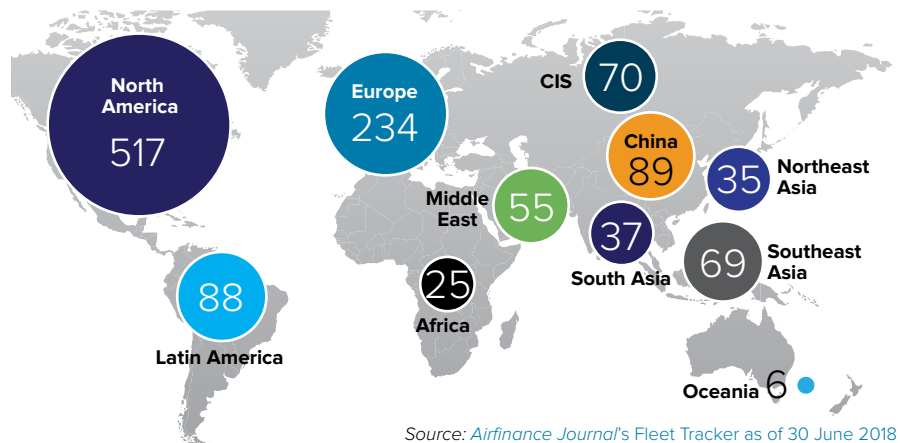 North
America
517
Europe
234
CIS
70
China
89
35
Northeast
Asia
Middle
East
55
37
South Asia
69
Southeast
Asia
88
Latin America
25
Africa
Oceania 6
Source: Airfinance Journal's Fleet Tracker as of 30 June 2018